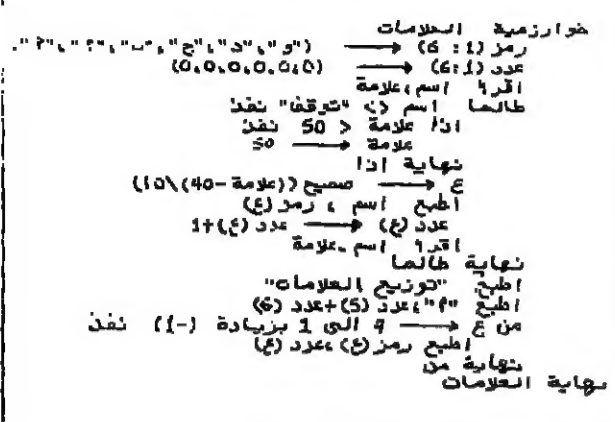 خوارزمية العلامات
رمز (1 : 6) ← ("و"،"د"،"ج"،"ب"،"أ"،"أ")
عدد (6:1) ← (0،0،0،0،0،0)
اقرأ اسم،علامة
طالما اسم <> "توقف" نفذ
اذا علامة < 50 نفذ
علامة ← 50
نهاية اذا
ع ← صحيح ((علامة -40)\10)
اطبع اسم ، رمز (ع)
عدد (ع) ← عدد (ع)+1
اقرأ اسم ،علامة
نهاية طالما
اطبع "توزيع العلامات"
اطبع "أ"،عدد (5)+عدد (6)
من ع ← 4 الى 1 بزيادة (-1) نفذ
اطبع رمز (ع) ،عدد (ع)
نهاية من
نهاية العلامات